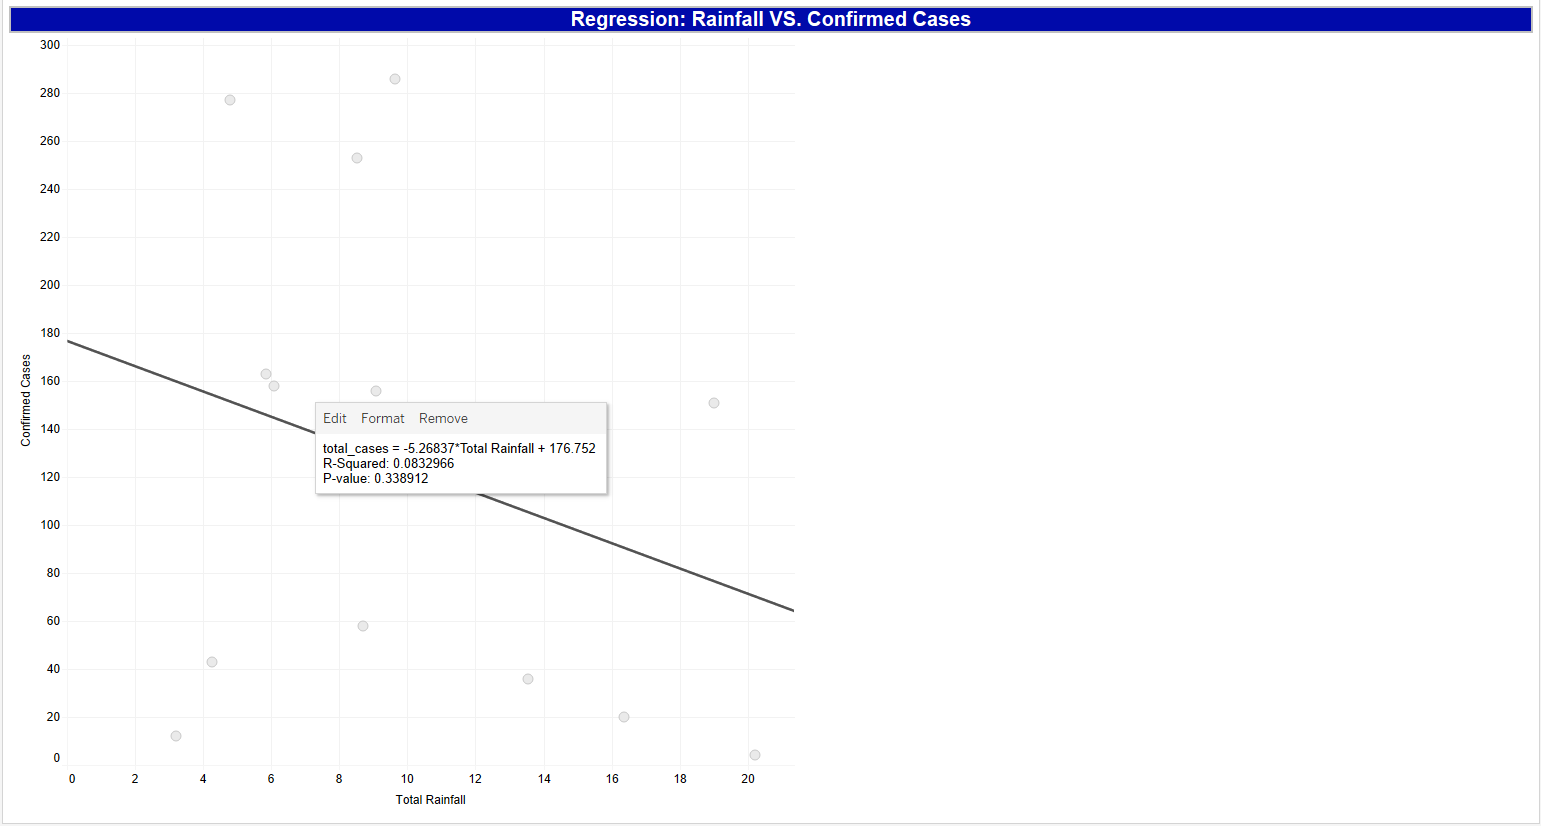 Regression: Rainfall VS. Confirmed Cases
300
280
260
240
220
200
180
160
140
120
100
80
60
40
20
0
Confirmed Cases
Edit Format Remove
total_cases = -5.26837*Total Rainfall + 176.752
R-Squared: 0.0832966
P-value: 0.338912
0 2 4 6 8 10 12 14 16 18 20
Total Rainfall